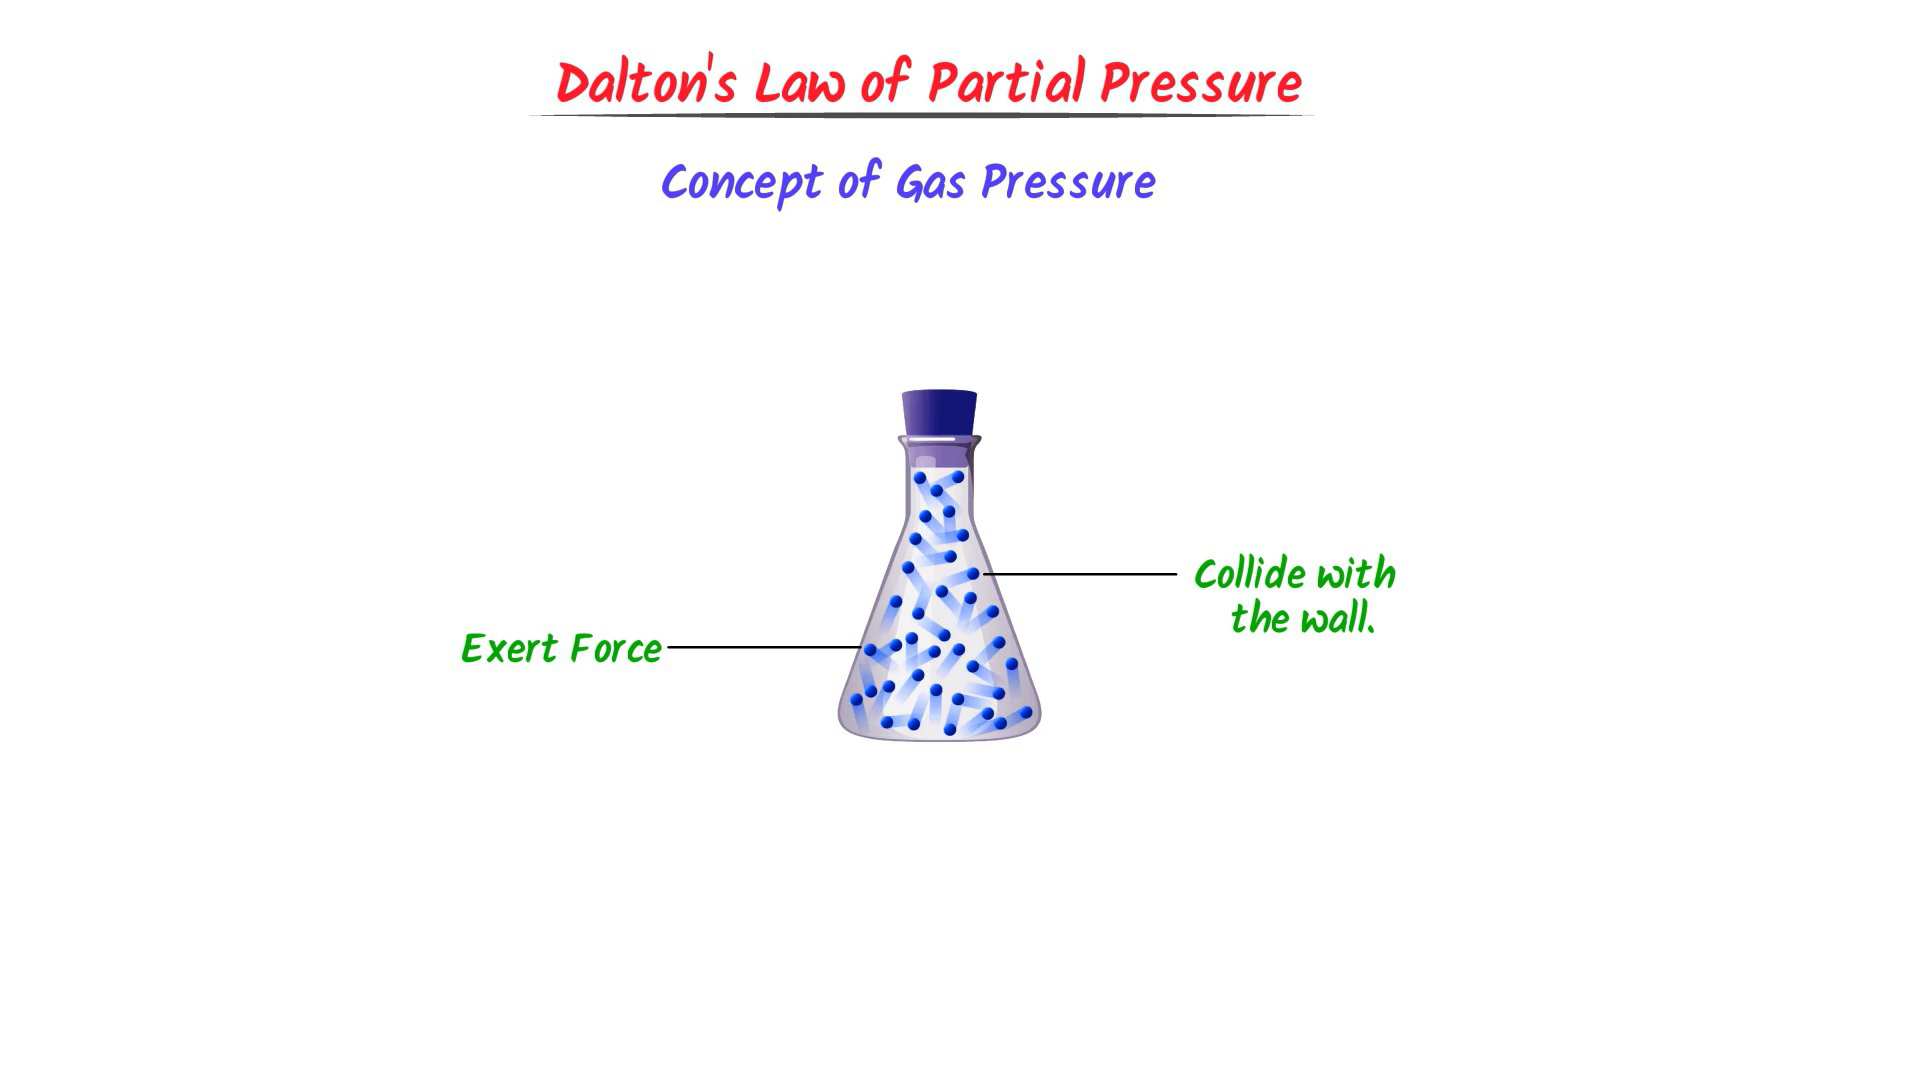 Dalton's Law of Partial Pressure
Concept of Gas Pressure
Collide with
the wall.
Exert Force